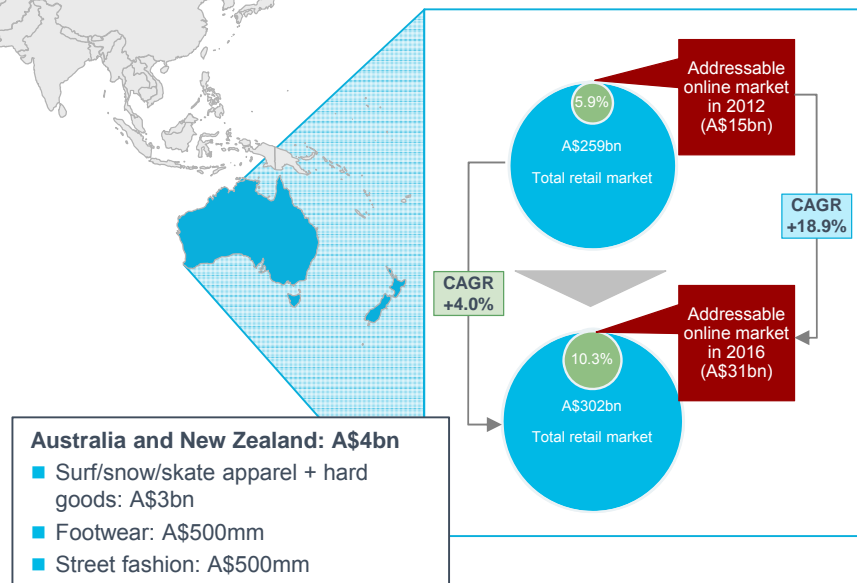 Addressable
online market
in 2012
(A$15bn)
5.9%
A$259bn
Total retail market
CAGR
+18.9%
CAGR
+4.0%
Addressable
online market
in 2016
(A$31bn)
10.3%
A$302bn
Total retail market
Australia and New Zealand: A$4bn
Surf/snow/skate apparel + hard
goods: A$3bn
Footwear: A$500mm
Street fashion: A$500mm